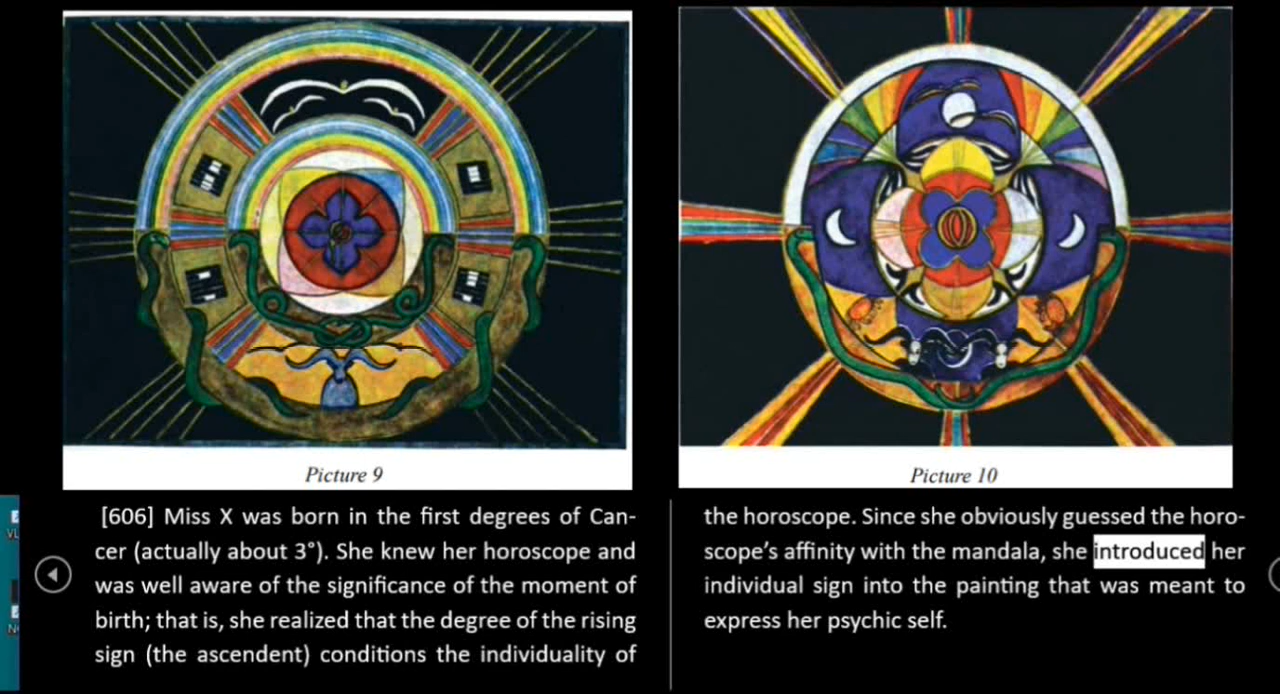 Picture 9
Picture 10
[606] Miss X was born in the first degrees of Can-
cer (actually about 3°). She knew her horoscope and
was well aware of the significance of the moment of
birth; that is, she realized that the degree of the rising
sign (the ascendent) conditions the individuality of
the horoscope. Since she obviously guessed the horo-
scope's affinity with the mandala, she introduced her
individual sign into the painting that was meant to
express her psychic self.